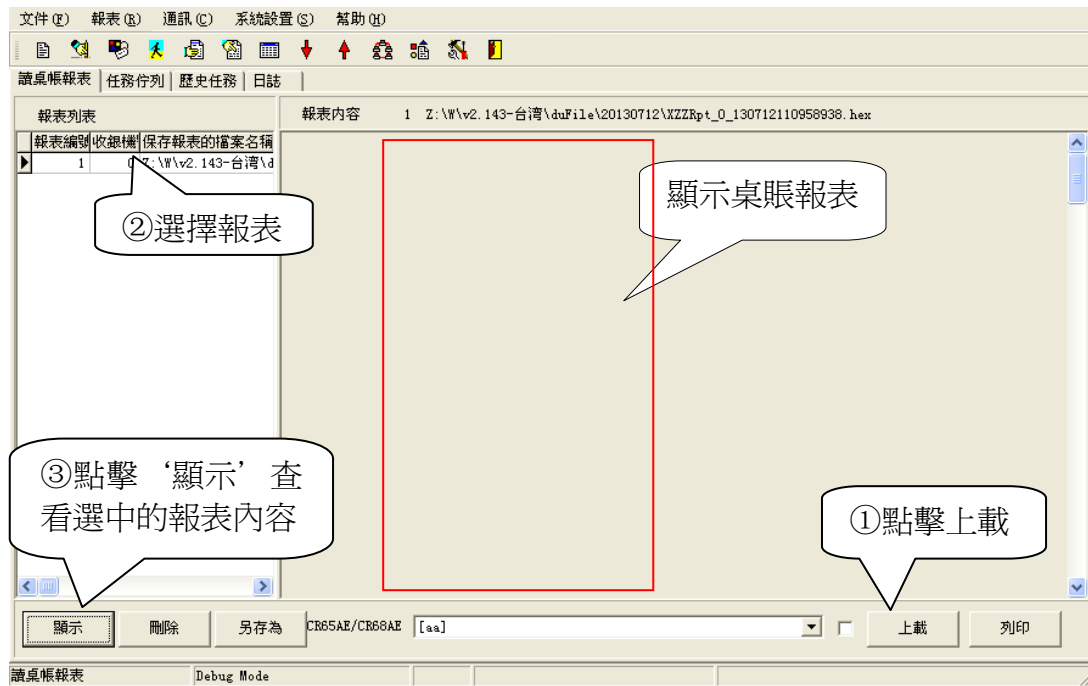 文件(F) 報表(R) 通訊(C) 系統設置(S) 幫助(H)
讀桌帳報表 任務佇列 歷史任務 日誌
報表列表
報表內容 1 Z:\W\v2.143-台湾\duFile\20130712\XZZRpt_0_130712110958938.hex
報表編號 收銀機 保存報表的檔案名稱
1 0 Z:\W\v2.143-台湾\d
顯示桌賬報表
②選擇報表
③點擊‘顯示’查
看選中的報表內容
①點擊上載
顯示 刪除 另存為 CR65AE/CR68AE [aa] 上載 列印
讀桌帳報表 Debug Mode